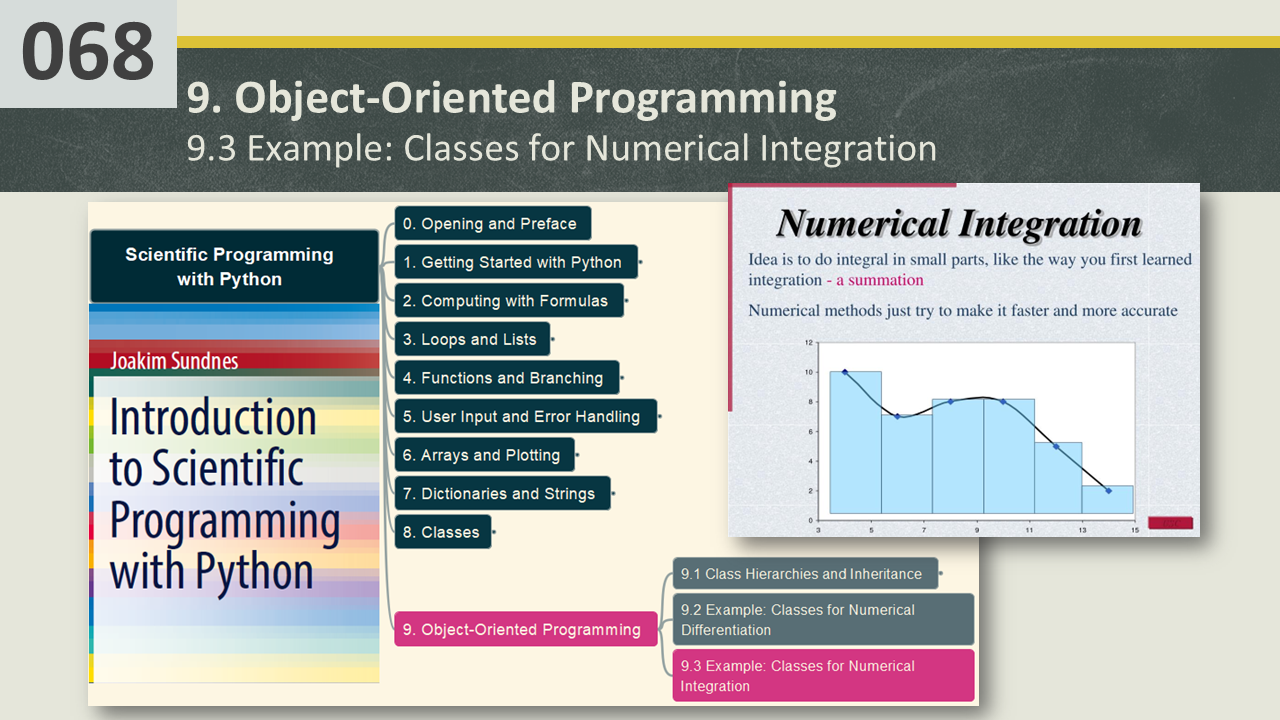 068
9. Object-Oriented Programming
9.3 Example: Classes for Numerical Integration
Scientific Programming
with Python
Joakim Sundnes
Introduction
to Scientific
Programming
with Python
0. Opening and Preface
1. Getting Started with Python
2. Computing with Formulas
3. Loops and Lists
4. Functions and Branching
5. User Input and Error Handling
6. Arrays and Plotting
7. Dictionaries and Strings
8. Classes
9. Object-Oriented Programming
9.1 Class Hierarchies and Inheritance
9.2 Example: Classes for Numerical
Differentiation
9.3 Example: Classes for Numerical
Integration
Numerical Integration
Idea is to do integral in small parts, like the way you first learned
integration - a summation
Numerical methods just try to make it faster and more accurate
12
10
8
6
4
2
0
3 5 7 9 11 13 15